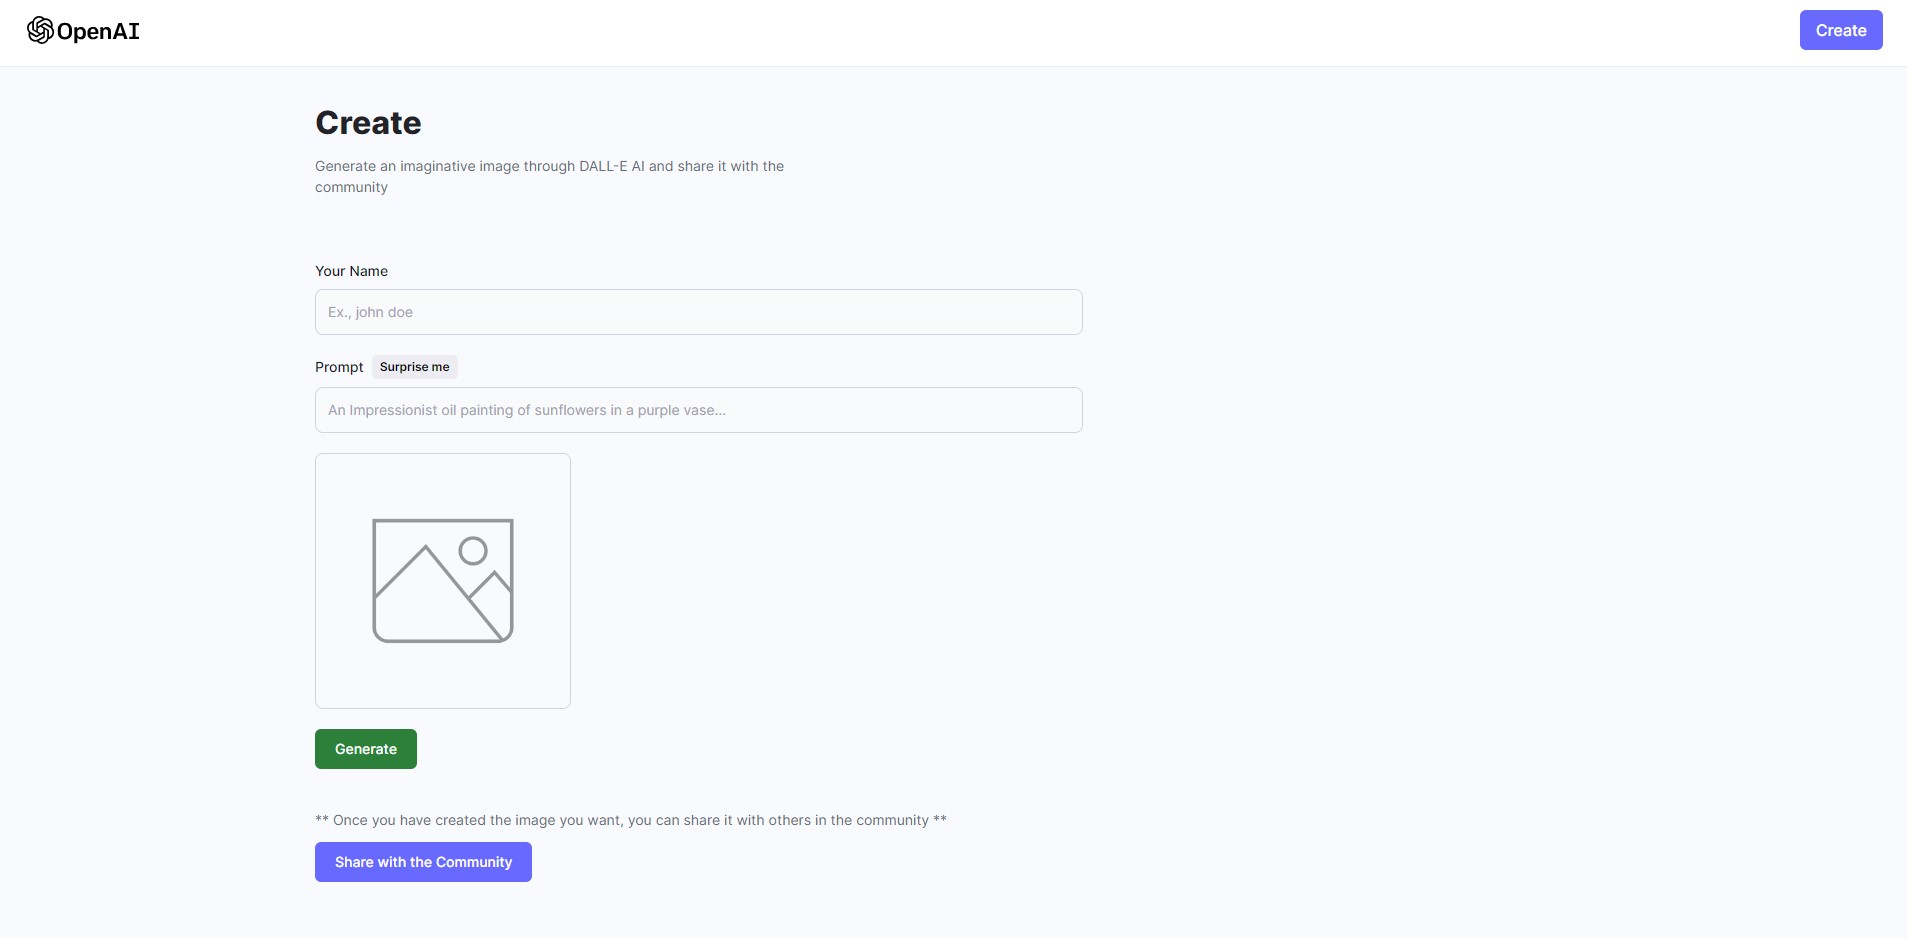 OpenAI
Create
Create
Generate an imaginative image through DALL-E AI and share it with the
community
Your Name
Ex., john doe
Prompt Surprise me
An Impressionist oil painting of sunflowers in a purple vase...
Generate
** Once you have created the image you want, you can share it with others in the community **
Share with the Community